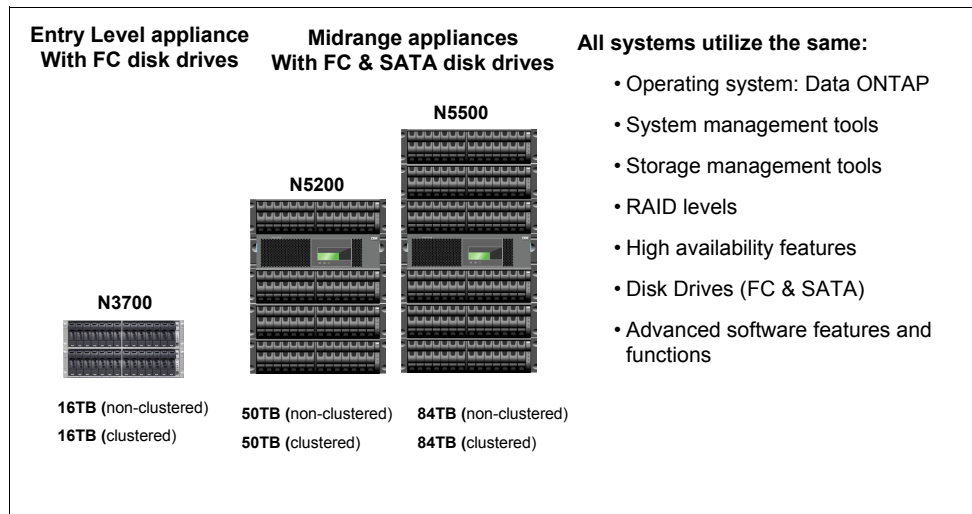 Entry Level appliance
With FC disk drives
Midrange appliances
With FC & SATA disk drives
All systems utilize the same:
• Operating system: Data ONTAP
• System management tools
• Storage management tools
• RAID levels
• High availability features
• Disk Drives (FC & SATA)
• Advanced software features and
functions
N5500
N5200
N3700
16TB (non-clustered)
16TB (clustered)
50TB (non-clustered)
50TB (clustered)
84TB (non-clustered)
84TB (clustered)